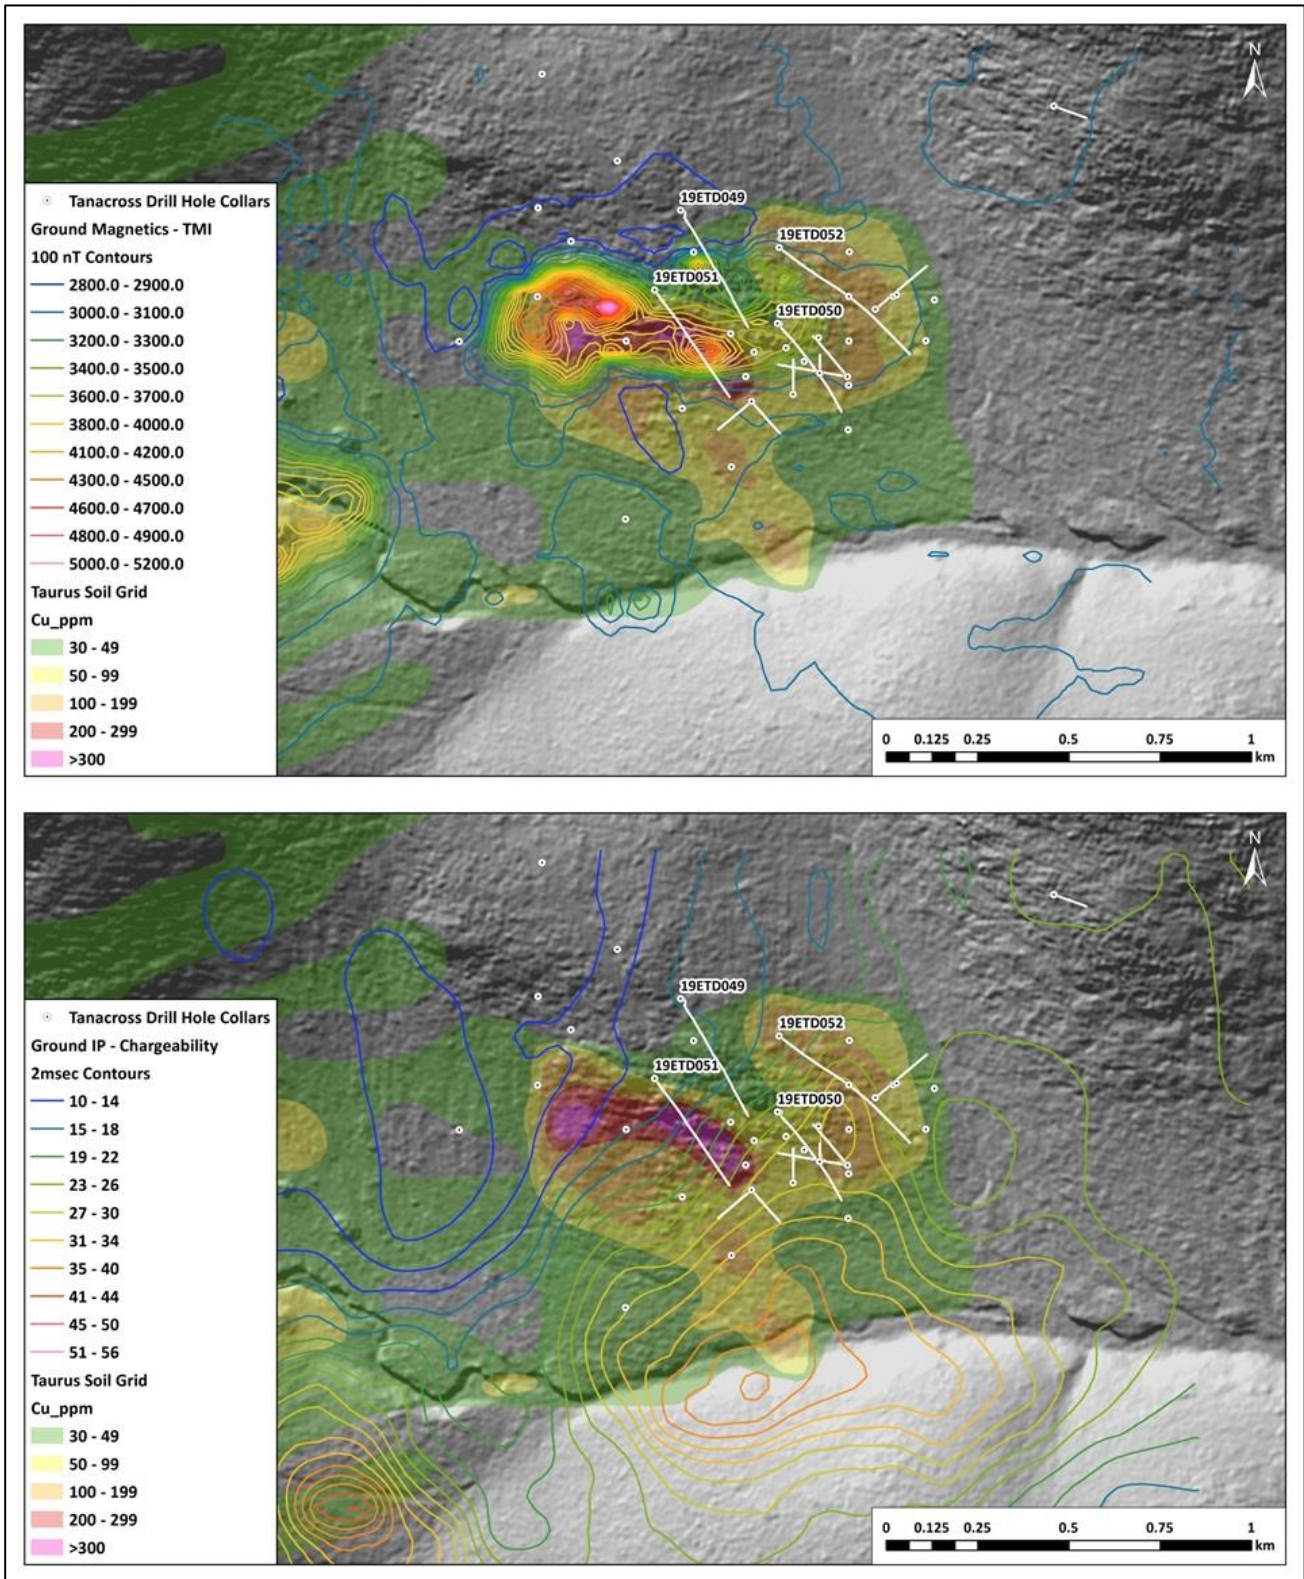 N
19ETD049
19ETD052
19ETD051
19ETD050
Tanacross Drill Hole Collars
Ground Magnetics - TMI
100 nT Contours
2800.0 - 2900.0
3000.0 - 3100.0
3200.0 - 3300.0
3400.0 - 3500.0
3600.0 - 3700.0
3800.0 - 4000.0
4100.0 - 4200.0
4300.0 - 4500.0
4600.0 - 4700.0
4800.0 - 4900.0
5000.0 - 5200.0
Taurus Soil Grid
Cu_ppm
30 - 49
50 - 99
100 - 199
200 - 299
>300
0 0.125 0.25 0.5 0.75 1
km
N
19ETD049
19ETD052
19ETD051
19ETD050
Tanacross Drill Hole Collars
Ground IP - Chargeability
2msec Contours
10 - 14
15 - 18
19 - 22
23 - 26
27 - 30
31 - 34
35 - 40
41 - 44
45 - 50
51 - 56
Taurus Soil Grid
Cu_ppm
30 - 49
50 - 99
100 - 199
200 - 299
>300
0 0.125 0.25 0.5 0.75 1
km